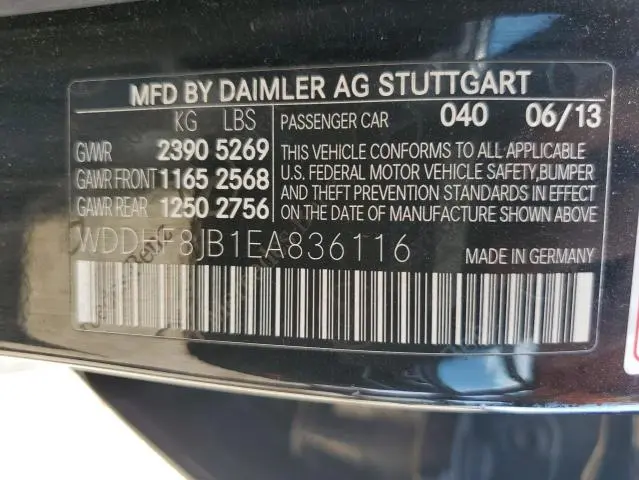 MFD BY DAIMLER AG STUTTGART
KG LBS
GVWR 2390 5269
GAWR FRONT 1165 2568
GAWR REAR 1250 2756
PASSENGER CAR 040 06/13
THIS VEHICLE CONFORMS TO ALL APPLICABLE
U.S. FEDERAL MOTOR VEHICLE SAFETY,BUMPER
AND THEFT PREVENTION STANDARDS IN EFFECT
ON THE DATE OF MANUFACTURE SHOWN ABOVE
WDDHF8JB1EA836116
MADE IN GERMANY